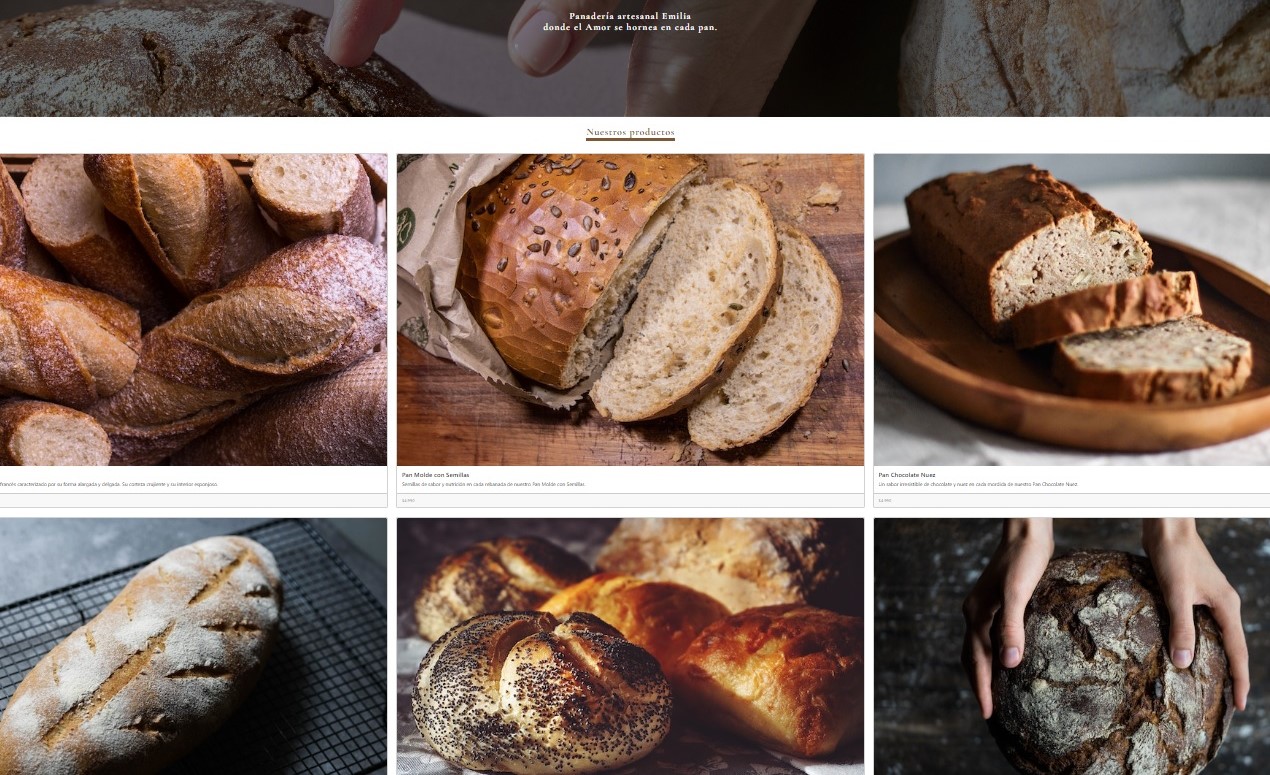 Panadería artesanal Emilia
donde el Amor se hornea en cada pan.
Nuestros productos
francés caracterizado por su forma alargada y delgada. Su corteza crujiente y su interior esponjoso.
Pan Molde con Semillas
Semillas de sabor y nutrición en cada rebanada de nuestro Pan Molde con Semillas.
Pan Chocolate Nuez
Un sabor irresistible de chocolate y nuez en cada mordida de nuestro Pan Chocolate Nuez